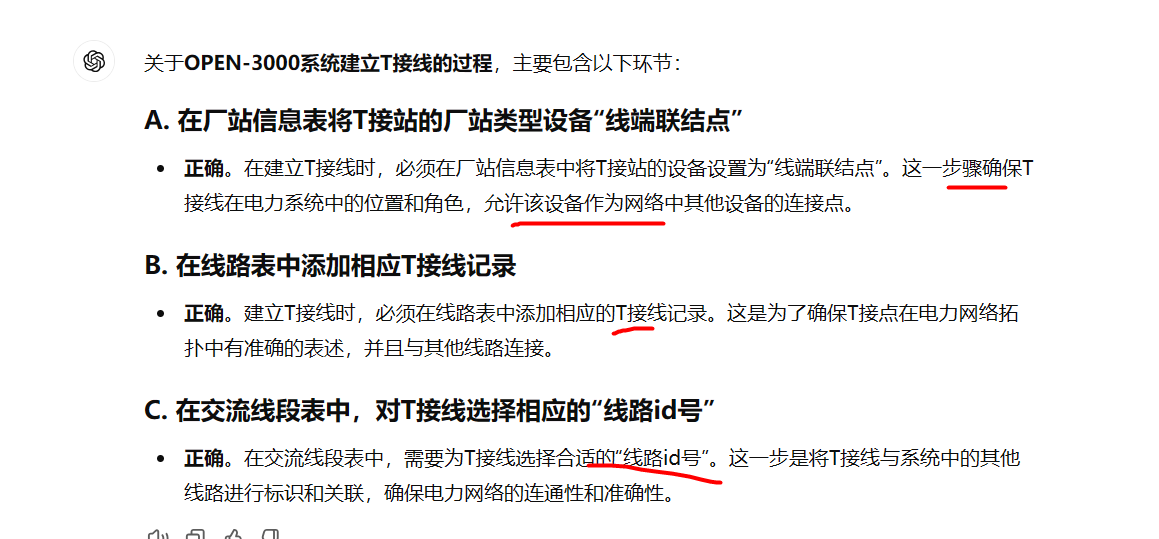 关于OPEN-3000系统建立T接线的过程，主要包含以下环节：
A. 在厂站信息表将T接站的厂站类型设备“线端联结点”
正确。在建立T接线时，必须在厂站信息表中将T接站的设备设置为“线端联结点”。这一步骤确保T
接线在电力系统中的位置和角色，允许该设备作为网络中其他设备的连接点。
B. 在线路表中添加相应T接线记录
正确。建立T接线时，必须在线路表中添加相应的T接线记录。这是为了确保T接点在电力网络拓
扑中有准确的表述，并且与其他线路连接。
C. 在交流线段表中，对T接线选择相应的“线路id号”
正确。在交流线段表中，需要为T接线选择合适的“线路id号”。这一步是将T接线与系统中的其他
线路进行标识和关联，确保电力网络的连通性和准确性。